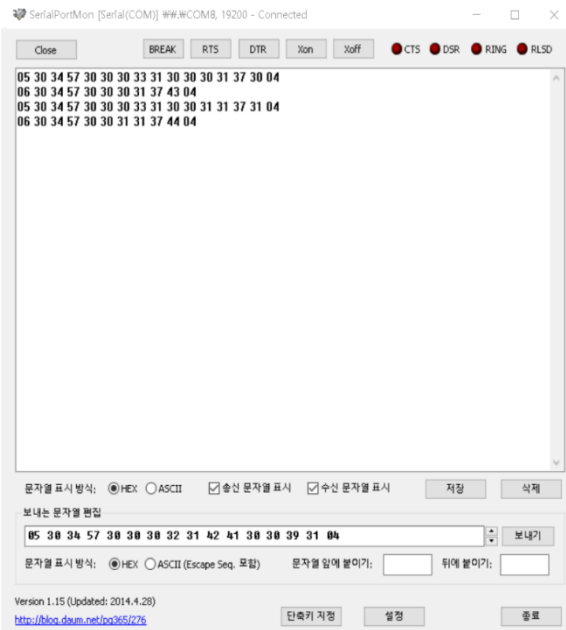 SerialPortMon [Serial(COM)] ₩₩.₩COM8, 19200 - Connected
Close BREAK RTS DTR Xon Xoff CTS DSR RING RLSD
05 30 34 57 30 30 30 33 31 30 30 30 31 37 30 04
06 30 34 57 30 30 30 31 37 43 04
05 30 34 57 30 30 30 33 31 30 30 31 31 37 31 04
06 30 34 57 30 30 31 31 37 44 04
문자열 표시 방식: HEX ASCII 송신 문자열 표시 수신 문자열 표시 저장 삭제
보내는 문자열 편집
05 30 34 57 30 30 30 32 31 42 41 30 30 39 31 04 보내기
문자열 표시 방식: HEX ASCII (Escape Seq. 포함) 문자열 앞에 붙이기: 뒤에 붙이기:
Version 1.15 (Updated: 2014.4.28)
http://blog.daum.net/pg365/276 단축키 지정 설정 종료